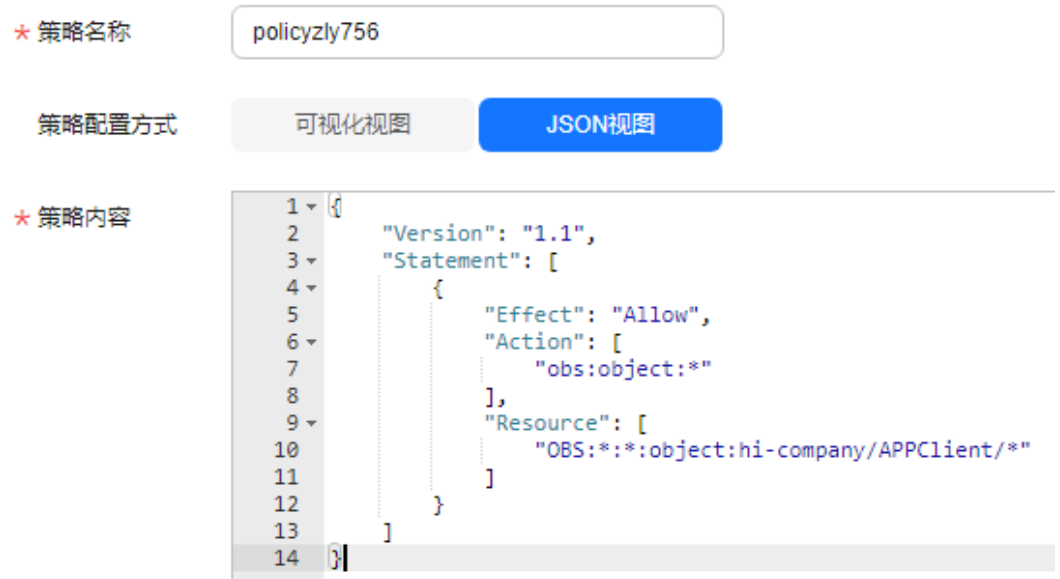 * 策略名称 policyzly756
策略配置方式 可视化视图 JSON视图
* 策略内容
1 {
2 "Version": "1.1",
3 "Statement": [
4 {
5 "Effect": "Allow",
6 "Action": [
7 "obs:object:*"
8 ],
9 "Resource": [
10 "OBS:*:*:object:hi-company/APPClient/*"
11 ]
12 }
13 ]
14 }